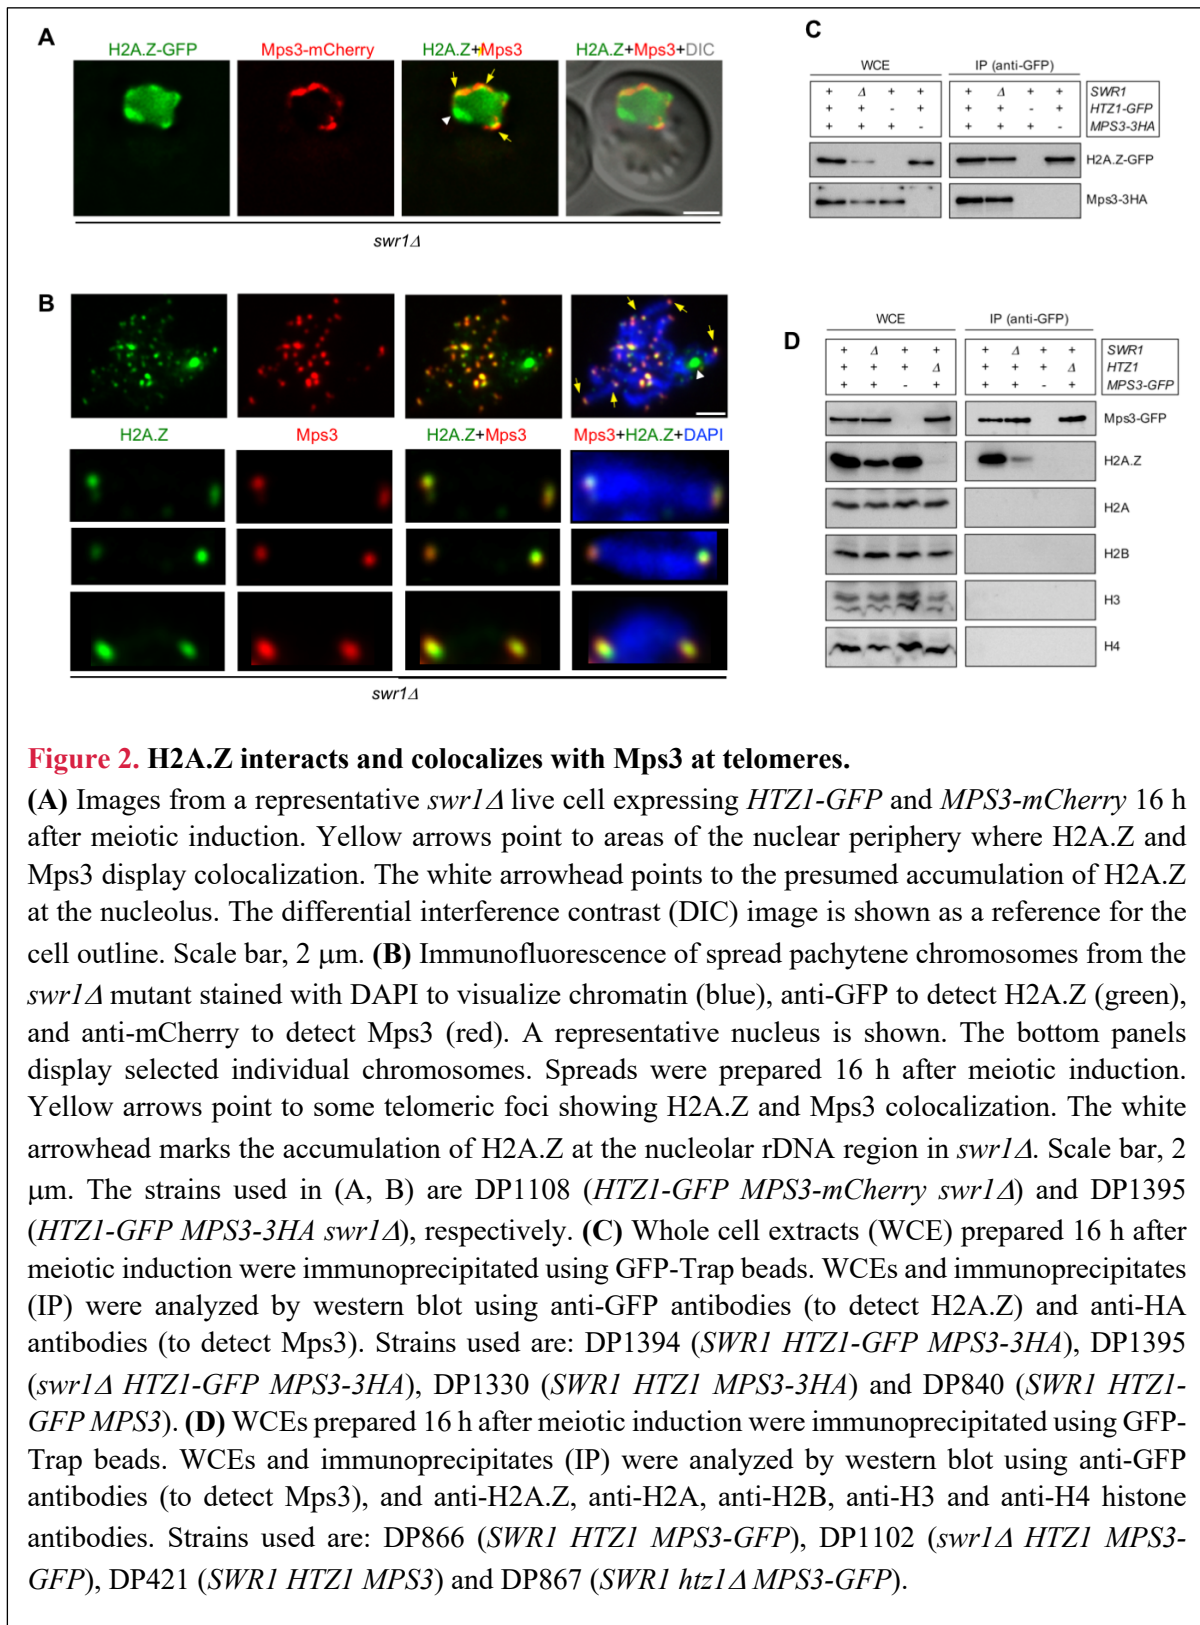 A
H2A.Z-GFP
Mps3-mCherry
H2A.Z+Mps3
H2A.Z+Mps3+DIC
swr1Δ
B
H2A.Z
Mps3
H2A.Z+Mps3
Mps3+H2A.Z+DAPI
swr1Δ
C
WCE IP (anti-GFP)
+ Δ + + + Δ + + SWR1
+ + - + + + - + HTZ1-GFP
+ + + - + + + - MPS3-3HA
H2A.Z-GFP
Mps3-3HA
D
WCE IP (anti-GFP)
+ Δ + + + Δ + + SWR1
+ + + Δ + + + Δ HTZ1
+ + - + + + - + MPS3-GFP
Mps3-GFP
H2A.Z
H2A
H2B
H3
H4
Figure 2. H2A.Z interacts and colocalizes with Mps3 at telomeres.
(A) Images from a representative swr1Δ live cell expressing HTZ1-GFP and MPS3-mCherry 16 h
after meiotic induction. Yellow arrows point to areas of the nuclear periphery where H2A.Z and
Mps3 display colocalization. The white arrowhead points to the presumed accumulation of H2A.Z
at the nucleolus. The differential interference contrast (DIC) image is shown as a reference for the
cell outline. Scale bar, 2 μm. (B) Immunofluorescence of spread pachytene chromosomes from the
swr1Δ mutant stained with DAPI to visualize chromatin (blue), anti-GFP to detect H2A.Z (green),
and anti-mCherry to detect Mps3 (red). A representative nucleus is shown. The bottom panels
display selected individual chromosomes. Spreads were prepared 16 h after meiotic induction.
Yellow arrows point to some telomeric foci showing H2A.Z and Mps3 colocalization. The white
arrowhead marks the accumulation of H2A.Z at the nucleolar rDNA region in swr1Δ. Scale bar, 2
μm. The strains used in (A, B) are DP1108 (HTZ1-GFP MPS3-mCherry swr1Δ) and DP1395
(HTZ1-GFP MPS3-3HA swr1Δ), respectively. (C) Whole cell extracts (WCE) prepared 16 h after
meiotic induction were immunoprecipitated using GFP-Trap beads. WCEs and immunoprecipitates
(IP) were analyzed by western blot using anti-GFP antibodies (to detect H2A.Z) and anti-HA
antibodies (to detect Mps3). Strains used are: DP1394 (SWR1 HTZ1-GFP MPS3-3HA), DP1395
(swr1Δ HTZ1-GFP MPS3-3HA), DP1330 (SWR1 HTZ1 MPS3-3HA) and DP840 (SWR1 HTZ1-
GFP MPS3). (D) WCEs prepared 16 h after meiotic induction were immunoprecipitated using GFP-
Trap beads. WCEs and immunoprecipitates (IP) were analyzed by western blot using anti-GFP
antibodies (to detect Mps3), and anti-H2A.Z, anti-H2A, anti-H2B, anti-H3 and anti-H4 histone
antibodies. Strains used are: DP866 (SWR1 HTZ1 MPS3-GFP), DP1102 (swr1Δ HTZ1 MPS3-
GFP), DP421 (SWR1 HTZ1 MPS3) and DP867 (SWR1 htz1Δ MPS3-GFP).